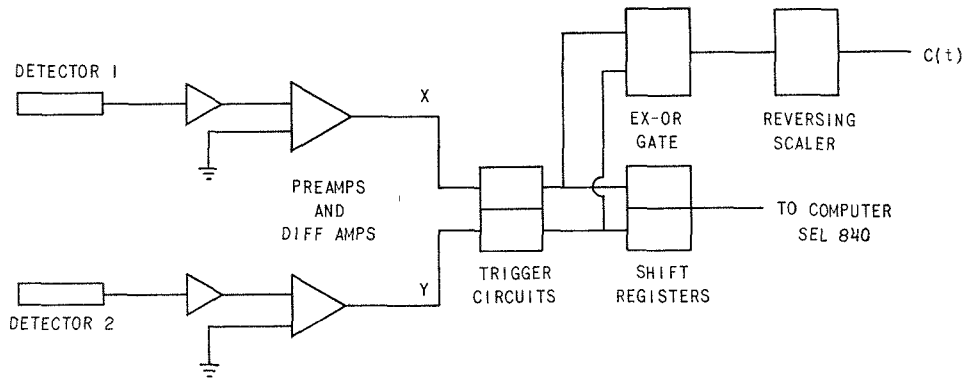 DETECTOR 1
X
PREAMPS
AND
DIFF AMPS
Y
DETECTOR 2
TRIGGER
CIRCUITS
EX-OR
GATE
REVERSING
SCALER
C(t)
SHIFT
REGISTERS
TO COMPUTER
SEL 840